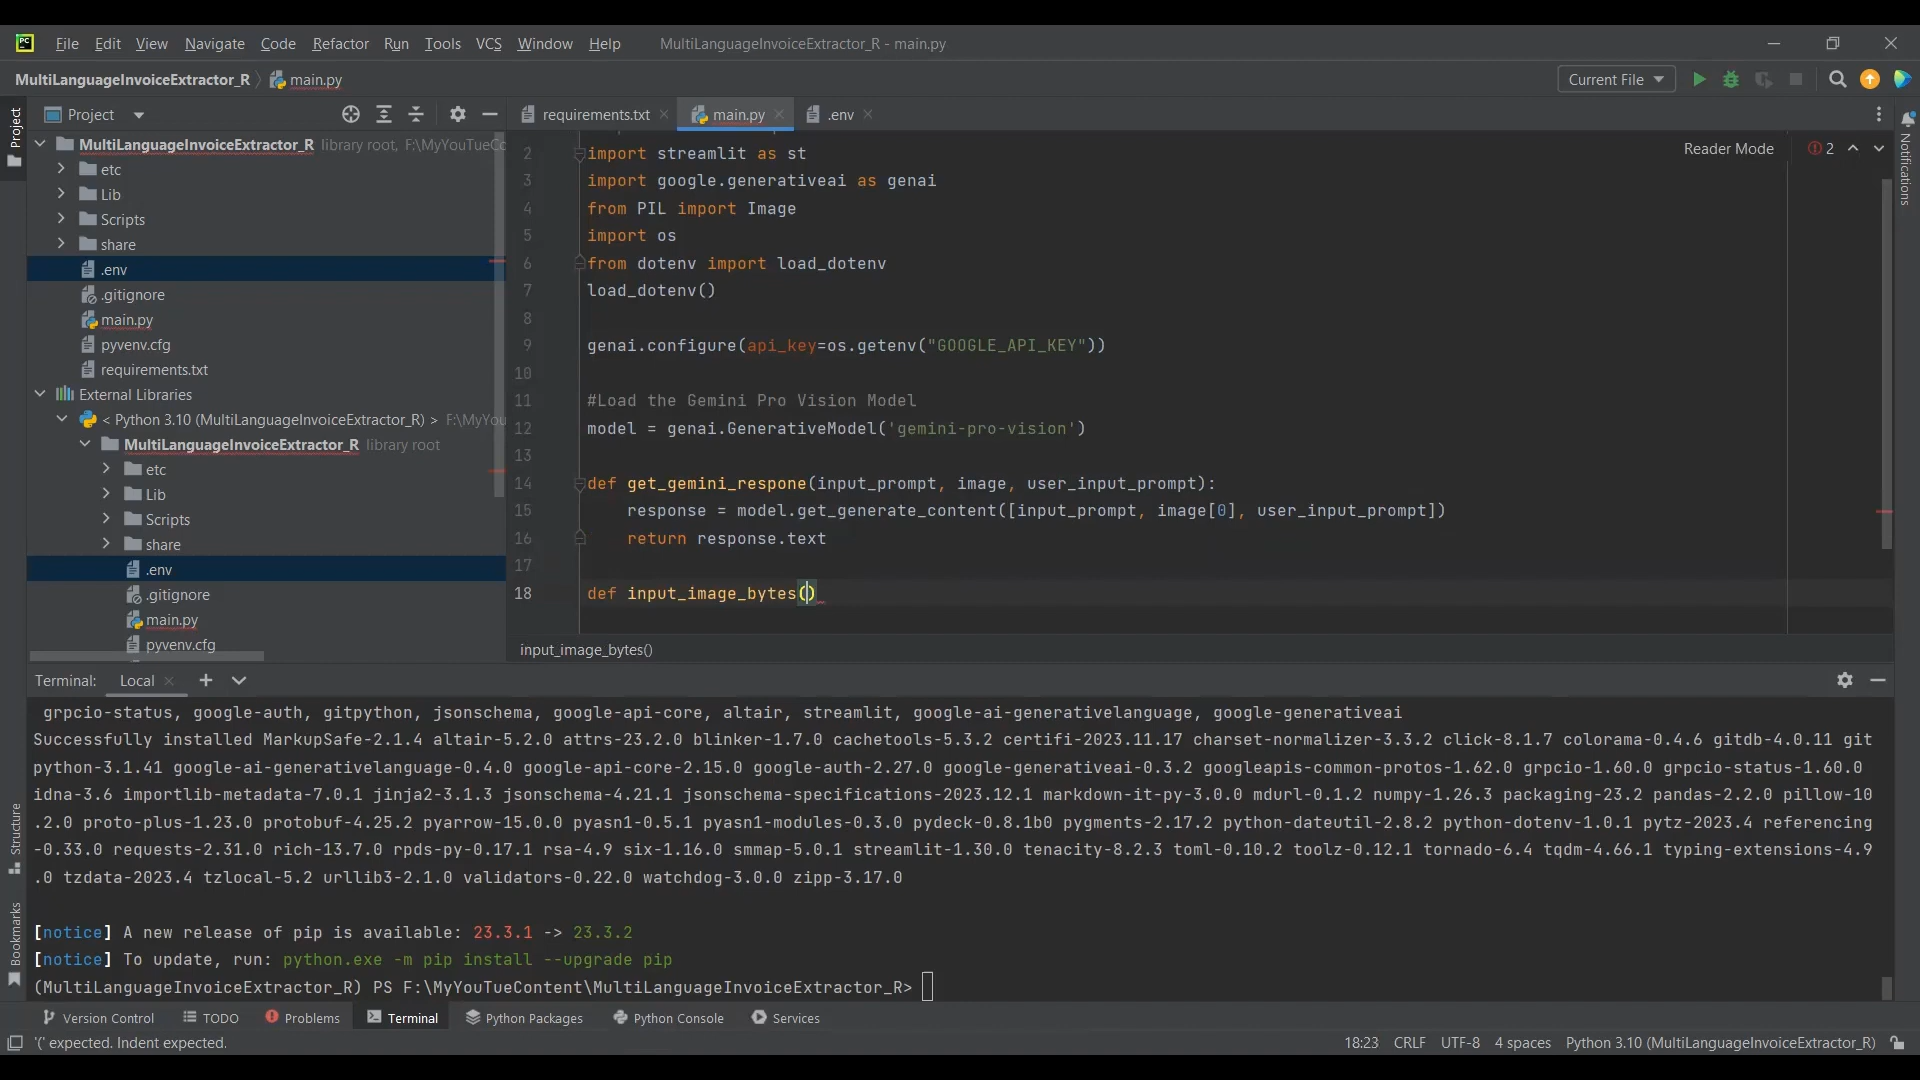 PC File Edit View Navigate Code Refactor Run Tools VCS Window Help MultiLanguageInvoiceExtractor_R - main.py
MultiLanguageInvoiceExtractor_R main.py Current File
Project
Project
requirements.txt main.py .env
Notifications
MultiLanguageInvoiceExtractor_R library root, F:\MyYouTueCo
etc
Lib
Scripts
share
.env
.gitignore
main.py
pyvenv.cfg
requirements.txt
External Libraries
< Python 3.10 (MultiLanguageInvoiceExtractor_R) > F:\MyYou
MultiLanguageInvoiceExtractor_R library root
etc
Lib
Scripts
share
.env
.gitignore
main.py
pyvenv.cfg
Reader Mode 2
2 import streamlit as st
3 import google.generativeai as genai
4 from PIL import Image
5 import os
6 from dotenv import load_dotenv
7 load_dotenv()
8
9 genai.configure(api_key=os.getenv("GOOGLE_API_KEY"))
10
11 #Load the Gemini Pro Vision Model
12 model = genai.GenerativeModel('gemini-pro-vision')
13
14 def get_gemini_respone(input_prompt, image, user_input_prompt):
15 response = model.get_generate_content([input_prompt, image[0], user_input_prompt])
16 return response.text
17
18 def input_image_bytes()
input_image_bytes()
Terminal: Local
grpcio-status, google-auth, gitpython, jsonschema, google-api-core, altair, streamlit, google-ai-generativelanguage, google-generativeai
Successfully installed MarkupSafe-2.1.4 altair-5.2.0 attrs-23.2.0 blinker-1.7.0 cachetools-5.3.2 certifi-2023.11.17 charset-normalizer-3.3.2 click-8.1.7 colorama-0.4.6 gitdb-4.0.11 git
python-3.1.41 google-ai-generativelanguage-0.4.0 google-api-core-2.15.0 google-auth-2.27.0 google-generativeai-0.3.2 googleapis-common-protos-1.62.0 grpcio-1.60.0 grpcio-status-1.60.0
idna-3.6 importlib-metadata-7.0.1 jinja2-3.1.3 jsonschema-4.21.1 jsonschema-specifications-2023.12.1 markdown-it-py-3.0.0 mdurl-0.1.2 numpy-1.26.3 packaging-23.2 pandas-2.2.0 pillow-10
.2.0 proto-plus-1.23.0 protobuf-4.25.2 pyarrow-15.0.0 pyasn1-0.5.1 pyasn1-modules-0.3.0 pydeck-0.8.1b0 pygments-2.17.2 python-dateutil-2.8.2 python-dotenv-1.0.1 pytz-2023.4 referencing
-0.33.0 requests-2.31.0 rich-13.7.0 rpds-py-0.17.1 rsa-4.9 six-1.16.0 smmap-5.0.1 streamlit-1.30.0 tenacity-8.2.3 toml-0.10.2 toolz-0.12.1 tornado-6.4 tqdm-4.66.1 typing-extensions-4.9
.0 tzdata-2023.4 tzlocal-5.2 urllib3-2.1.0 validators-0.22.0 watchdog-3.0.0 zipp-3.17.0
[notice] A new release of pip is available: 23.3.1 -> 23.3.2
[notice] To update, run: python.exe -m pip install --upgrade pip
(MultiLanguageInvoiceExtractor_R) PS F:\MyYouTueContent\MultiLanguageInvoiceExtractor_R>
Structure
Bookmarks
Version Control TODO Problems Terminal Python Packages Python Console Services
'(' expected. Indent expected. 18:23 CRLF UTF-8 4 spaces Python 3.10 (MultiLanguageInvoiceExtractor_R)